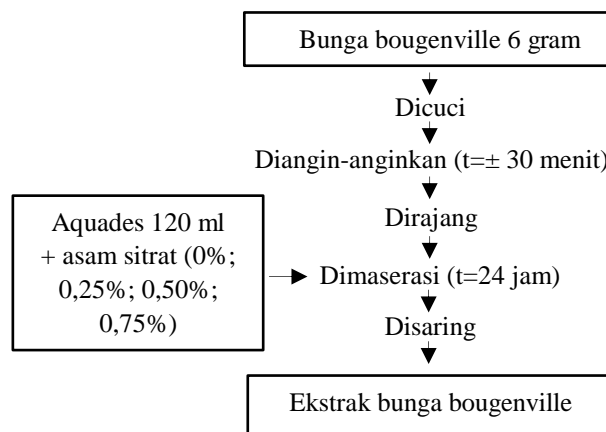 Bunga bougenville 6 gram
Dicuci
Diangin-anginkan (t=± 30 menit)
Dirajang
Aquades 120 ml
+ asam sitrat (0%;
0,25%; 0,50%;
0,75%)
Dimaserasi (t=24 jam)
Disaring
Ekstrak bunga bougenville